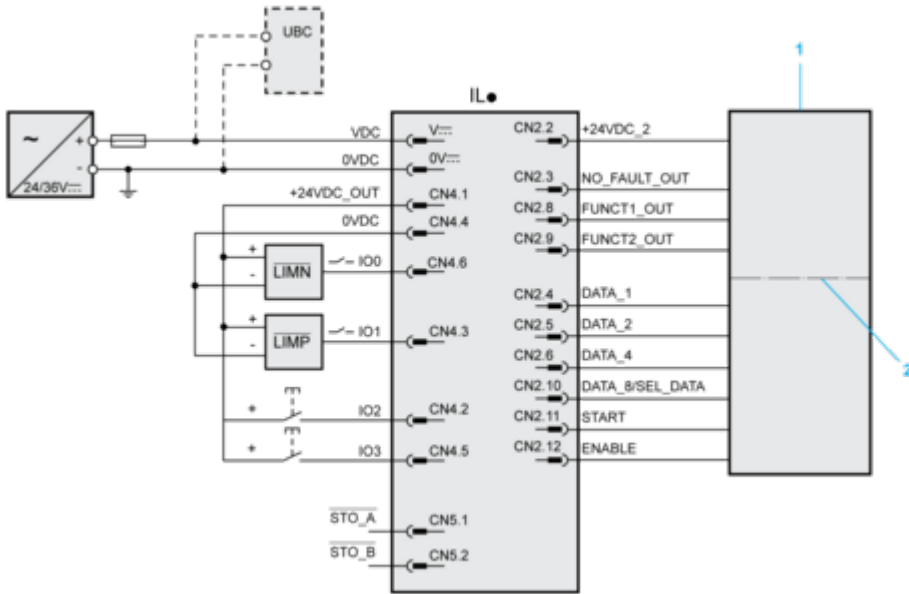 UBC
1
IL●
~
+
-
24/36V
VDC
V
0VDC
0V
+24VDC_OUT
CN4.1
0VDC
CN4.4
+
-
LIMN
IO0
CN4.6
+
-
LIMP
IO1
CN4.3
+
IO2
CN4.2
+
IO3
CN4.5
STO_A
CN5.1
STO_B
CN5.2
CN2.2
+24VDC_2
CN2.3
NO_FAULT_OUT
CN2.8
FUNCT1_OUT
CN2.9
FUNCT2_OUT
CN2.4
DATA_1
CN2.5
DATA_2
CN2.6
DATA_4
CN2.10
DATA_8/SEL_DATA
CN2.11
START
CN2.12
ENABLE
2